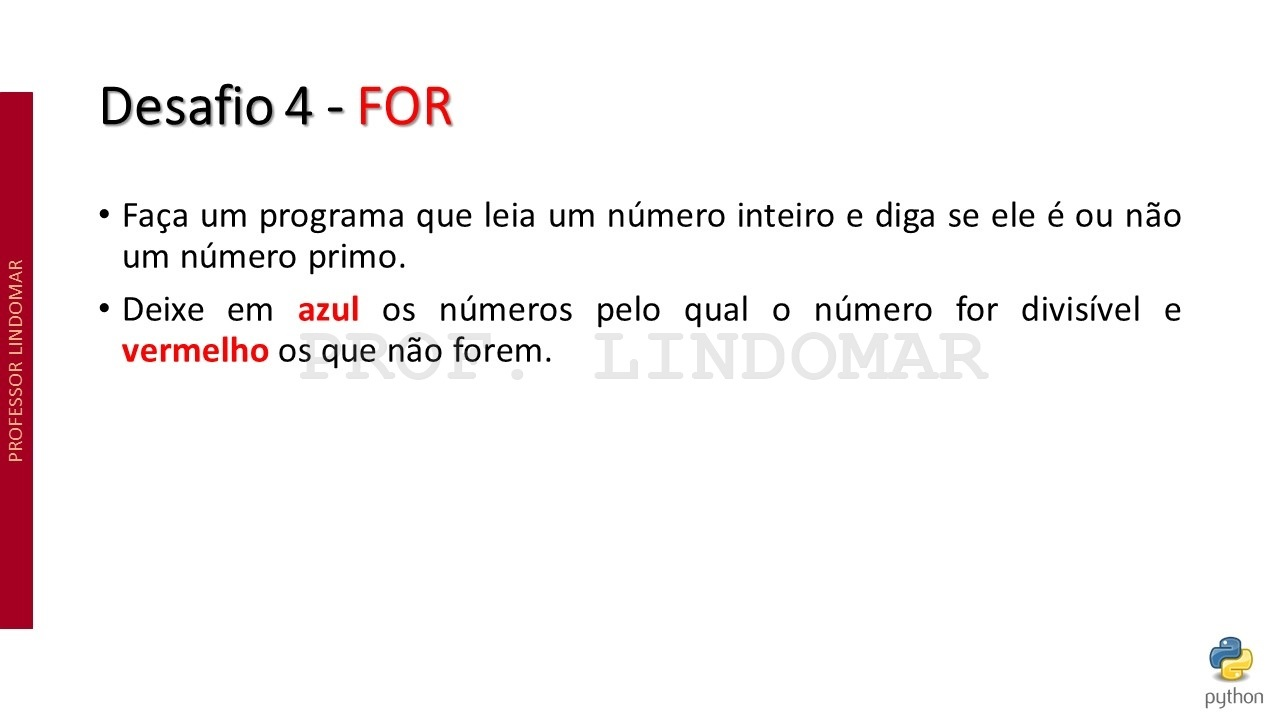 Desafio 4 - FOR
• Faça um programa que leia um número inteiro e diga se ele é ou não
um número primo.
• Deixe em azul os números pelo qual o número for divisível e
vermelho os que não forem.
PROF. LINDOMAR
PROFESSOR LINDOMAR
python